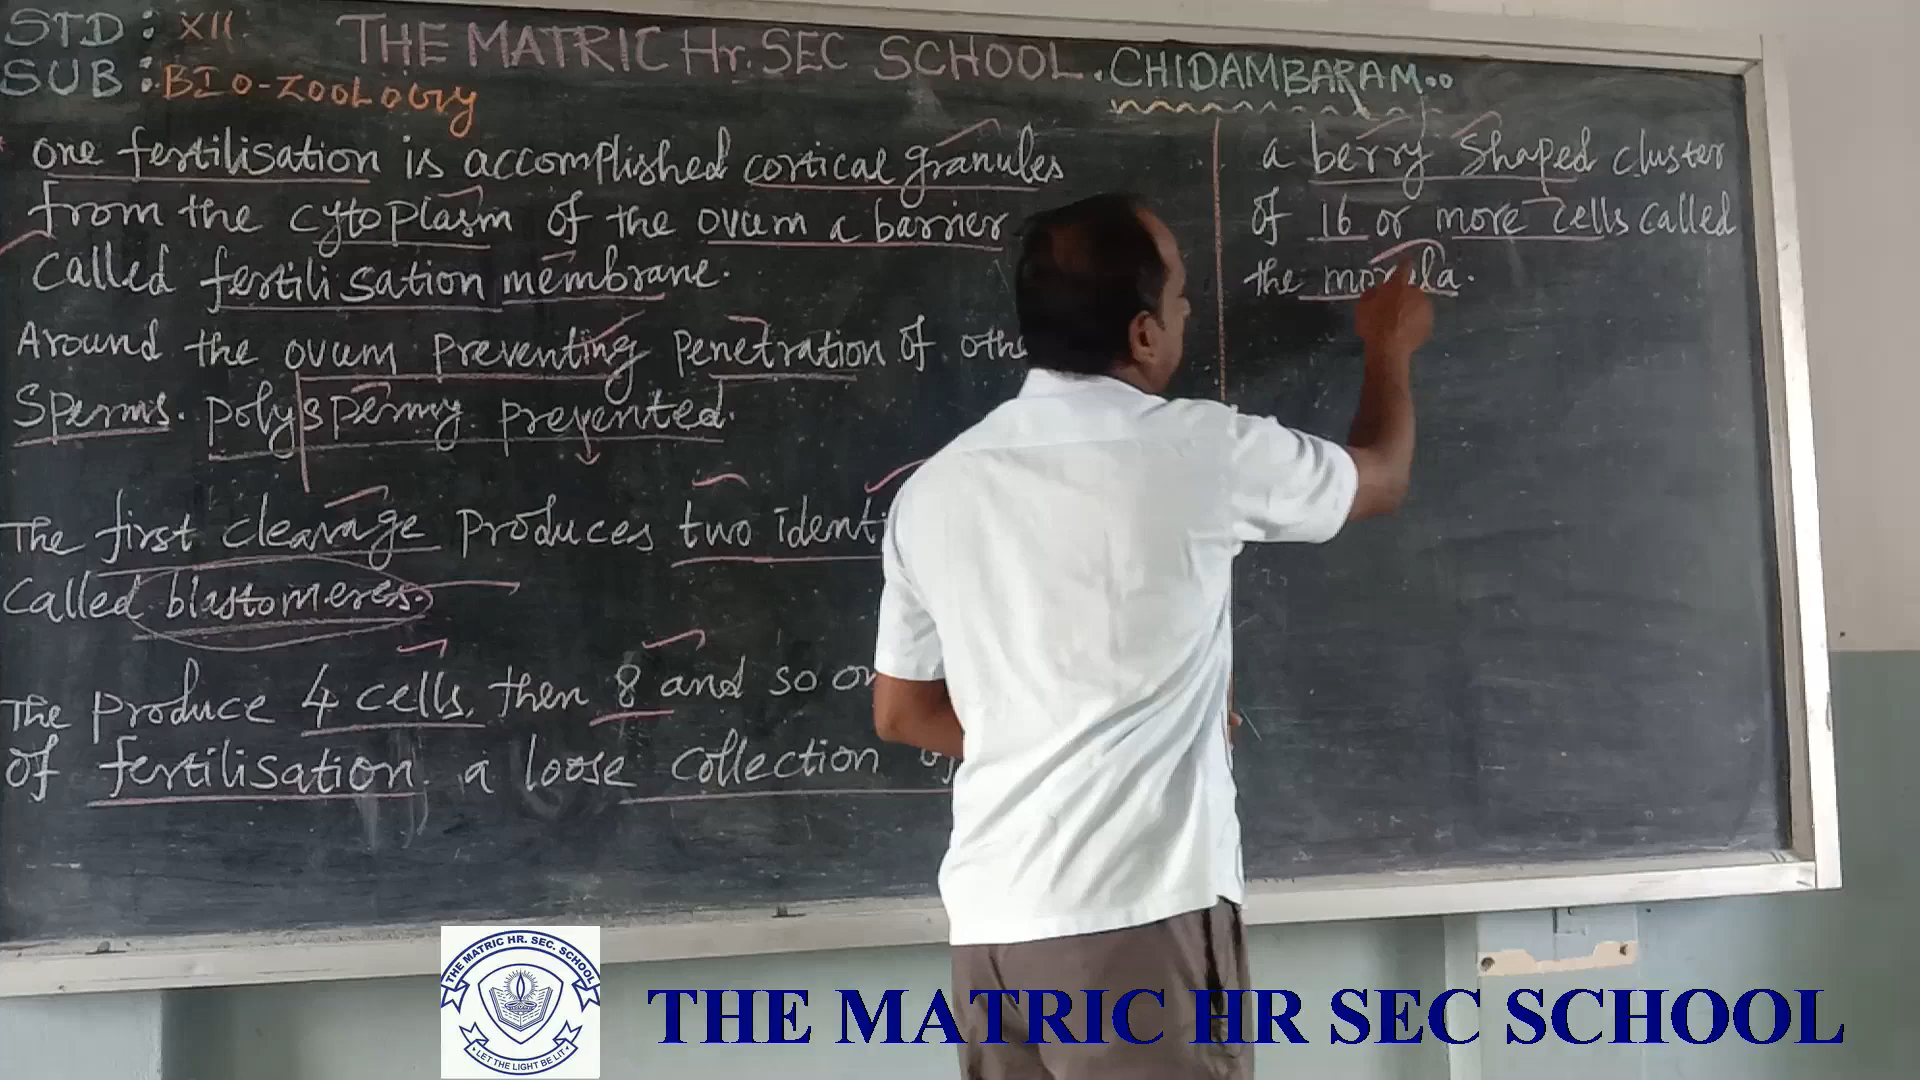 STD : XII
SUB : BIO-ZOOLOGY
THE MATRIC Hr. SEC SCHOOL. CHIDAMBARAM..
one fertilisation is accomplished cortical granules
from the cytoplasm of the ovum a barrier
called fertilisation membrane.
Around the ovum preventing penetration of
Sperms. polyspermy prevented.
The first cleavage produces two
called blastomeres.
The produce 4 cells, then 8 and so
of fertilisation. a loose collection
a berry shaped cluster
of 16 or more cells called
the morula.
THE MATRIC HR. SEC. SCHOOL
LET THE LIGHT BE LIT
THE MATRIC HR SEC SCHOOL